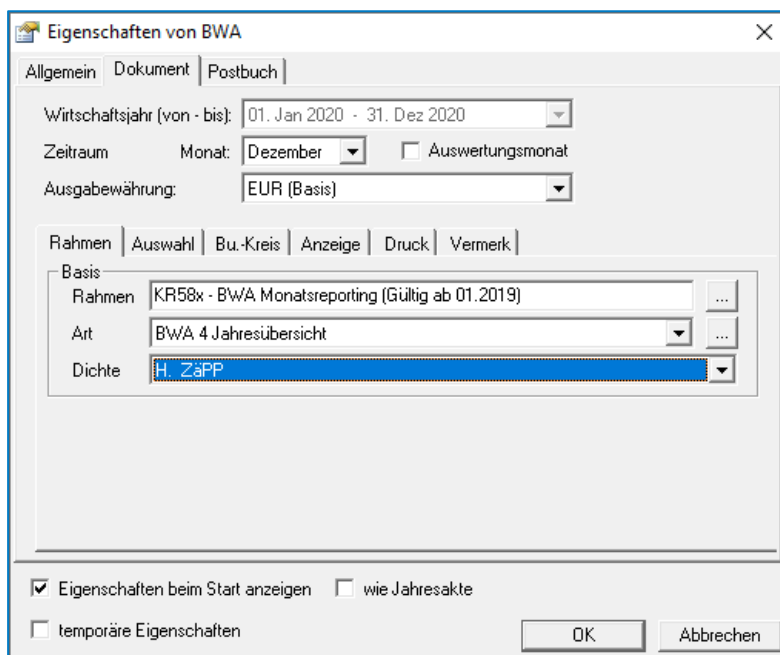 Eigenschaften von BWA
Allgemein Dokument Postbuch
Wirtschaftsjahr (von - bis): 01. Jan 2020 - 31. Dez 2020
Zeitraum Monat: Dezember Auswertungsmonat
Ausgabewährung: EUR (Basis)
Rahmen Auswahl Bu.-Kreis Anzeige Druck Vermerk
Basis
Rahmen KR58x - BWA Monatsreporting (Gültig ab 01.2019) ...
Art BWA 4 Jahresübersicht ...
Dichte H. ZäPP
Eigenschaften beim Start anzeigen wie Jahresakte
temporäre Eigenschaften OK Abbrechen